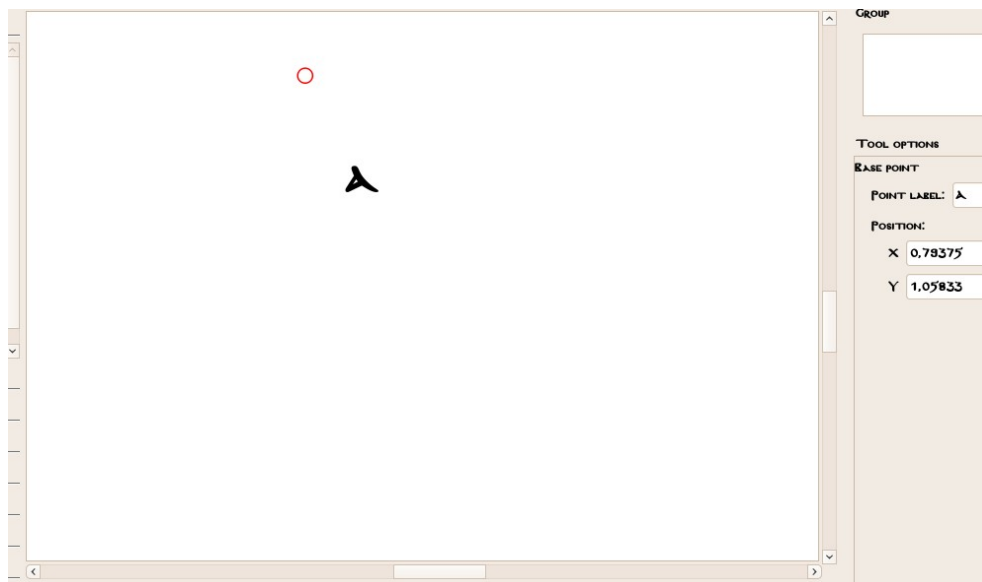 Group
A
Tool options
Base point
Point label: A
Position:
X 0,79375
Y 1,05833